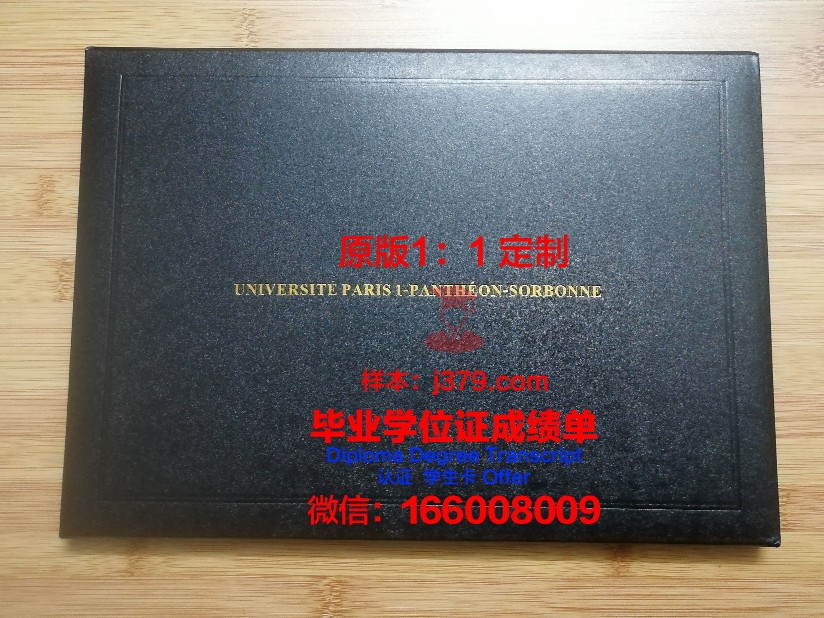 原版1：1 定制
UNIVERSITE PARIS 1-PANTHÉON-SORBONNE
样本：j379.com
毕业学位证成绩单
Diploma Degree Transcript
认证 学生卡 Offer
微信：166008009